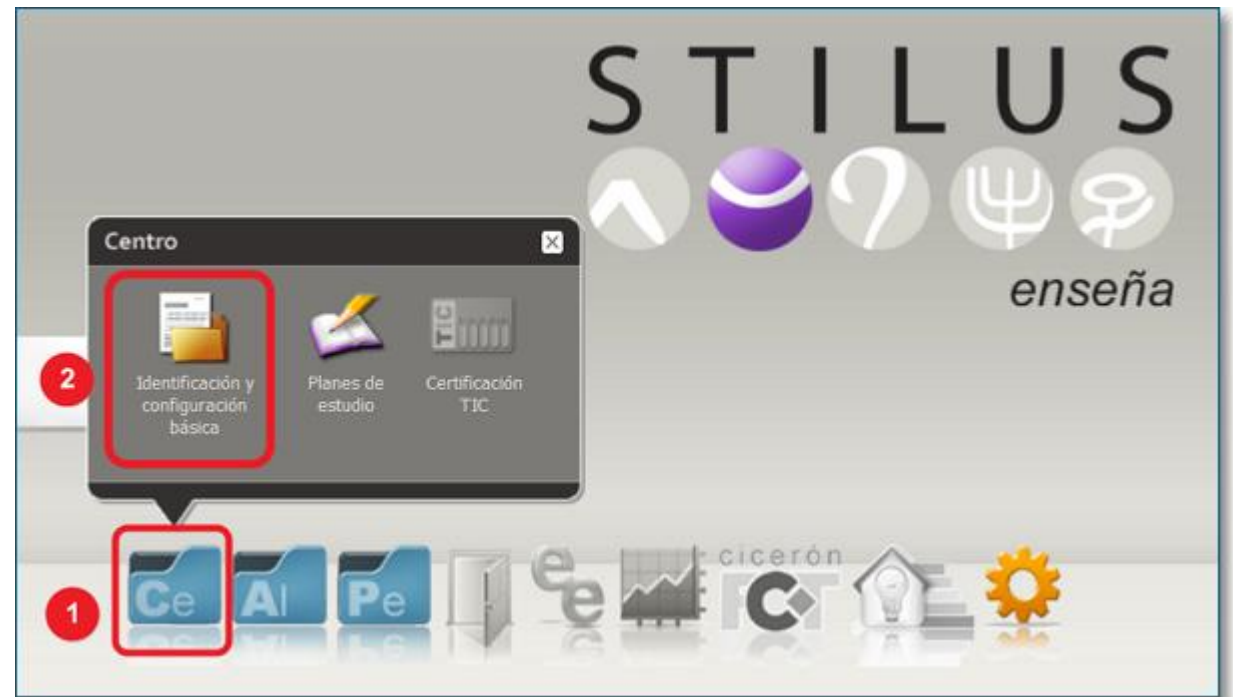 STILUS
enseña
Centro
Identificación y
configuración
básica
Planes de
estudio
TIC
Certificación
TIC
2
1
Ce
Al
Pe
ee
cicerón
FCT